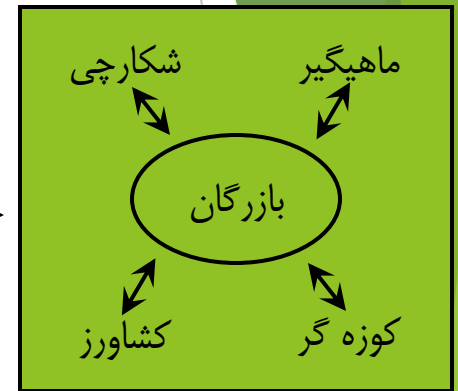 ماهیگیر شکارچی
بازرگان
کوزه گر کشاورز